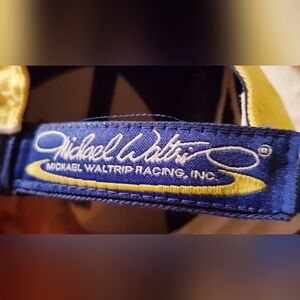 Michael Waltrip ®
MICHAEL WALTRIP RACING, INC.